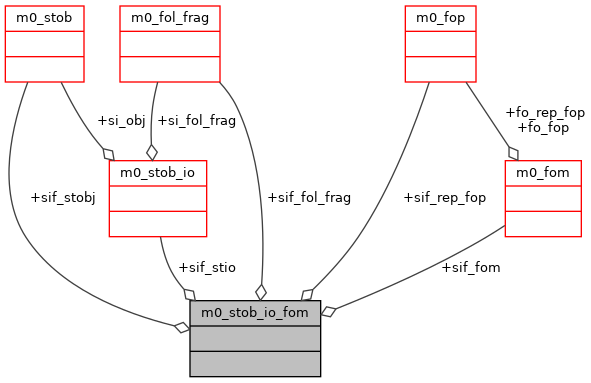 m0_stob
m0_fol_frag
m0_fop
+si_obj
+si_fol_frag
+fo_rep_fop
+fo_fop
m0_stob_io
m0_fom
+sif_stobj
+sif_fol_frag
+sif_rep_fop
+sif_stio
+sif_fom
m0_stob_io_fom